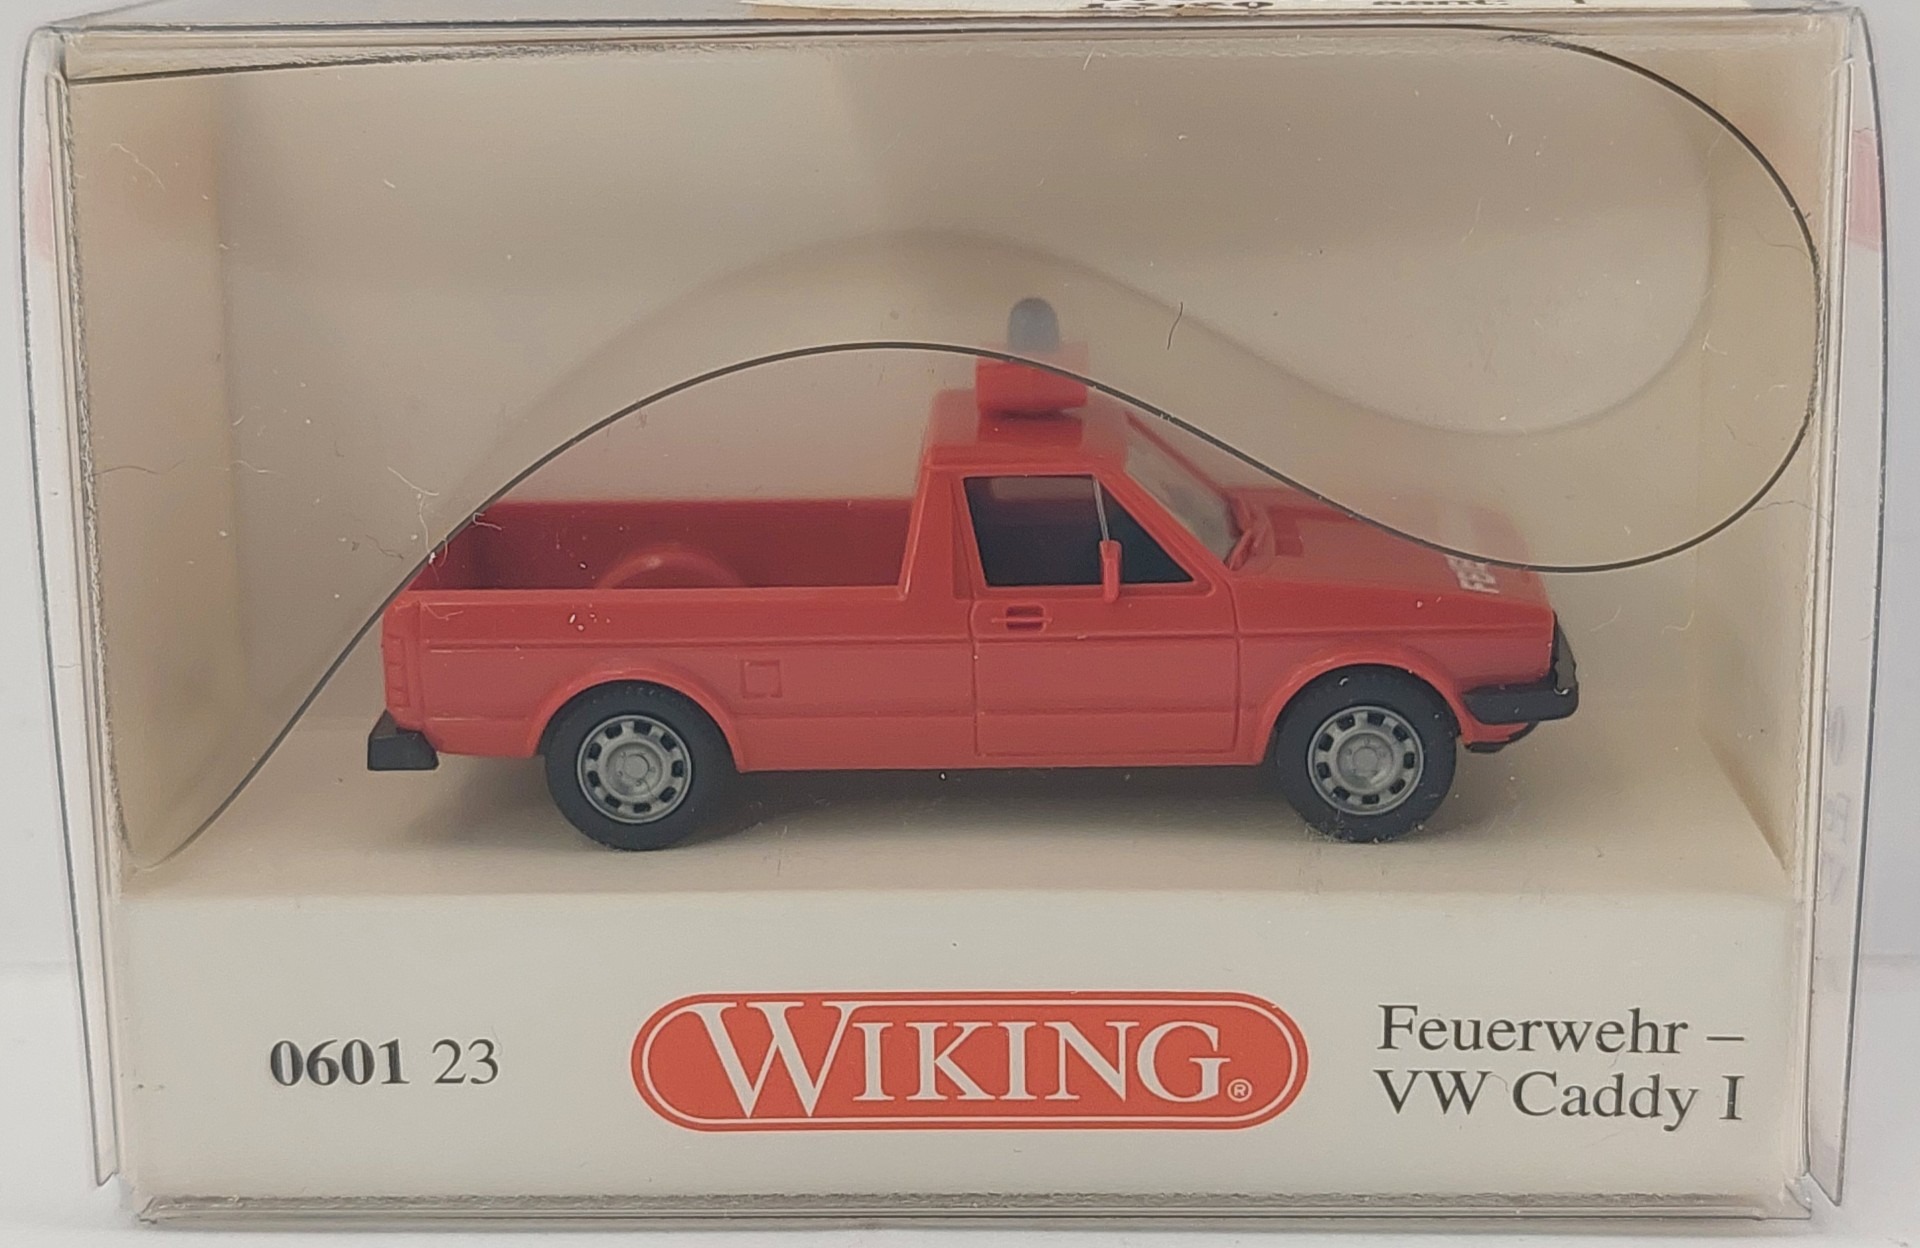 0601 23
WIKING®
Feuerwehr –
VW Caddy I